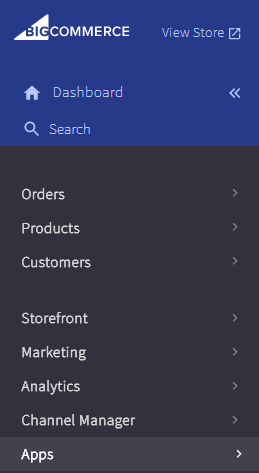 BIGCOMMERCE
View Store
Dashboard
Search
Orders
Products
Customers
Storefront
Marketing
Analytics
Channel Manager
Apps